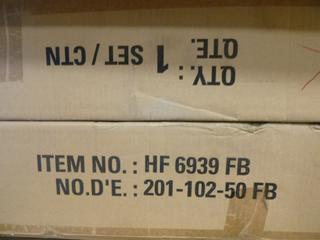 QTY.: 1 SET / CTN
QTE.
ITEM NO. : HF 6939 FB
NO.D'E. : 201-102-50 FB